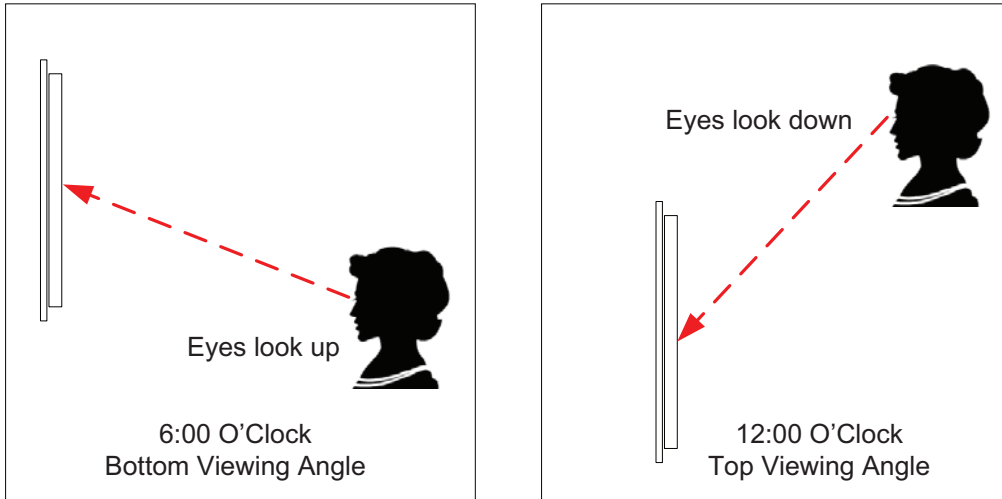 Eyes look up
6:00 O’Clock
Bottom Viewing Angle
Eyes look down
12:00 O’Clock
Top Viewing Angle